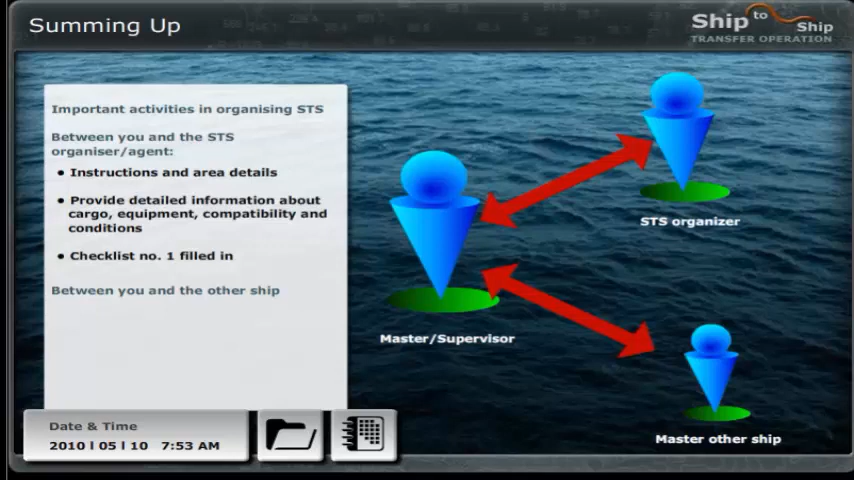 Summing Up
Ship to Ship
TRANSFER OPERATION
Important activities in organising STS
Between you and the STS
organiser/agent:
• Instructions and area details
• Provide detailed information about
cargo, equipment, compatibility and
conditions
• Checklist no. 1 filled in
Between you and the other ship
STS organizer
Master/Supervisor
Master other ship
Date & Time
2010 | 05 | 10 7:53 AM